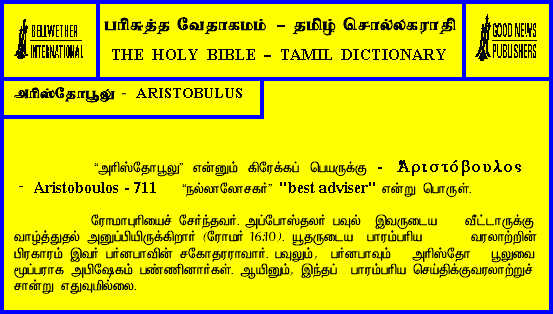 BELLWETHER
INTERNATIONAL
பரிசுத்த வேதாகமம் – தமிழ் சொல்லகராதி
THE HOLY BIBLE – TAMIL DICTIONARY
GOOD NEWS
PUBLISHERS
அரிஸ்தோபூலு - ARISTOBULUS
“அரிஸ்தோபூலு” என்னும் கிரேக்கப் பெயருக்கு - Ἀριστόβουλος
- Aristoboulos - 711 “நல்லாலோசகர்” "best adviser" என்று பொருள்.
ரோமாபுரியைச் சேர்ந்தவர். அப்போஸ்தலர் பவுல் இவருடைய வீட்டாருக்கு
வாழ்த்துதல் அனுப்பியிருக்கிறார் (ரோமர் 16:10). யூதருடைய பாரம்பரிய வரலாற்றின்
பிரகாரம் இவர் பர்னபாவின் சகோதரராவார். பவுலும், பர்னபாவும் அரிஸ்தோ பூலுவை
மூப்பராக அபிஷேகம் பண்ணினார்கள். ஆயினும், இந்தப் பாரம்பரிய செய்திக்குவரலாற்றுச்
சான்று எதுவுமில்லை.